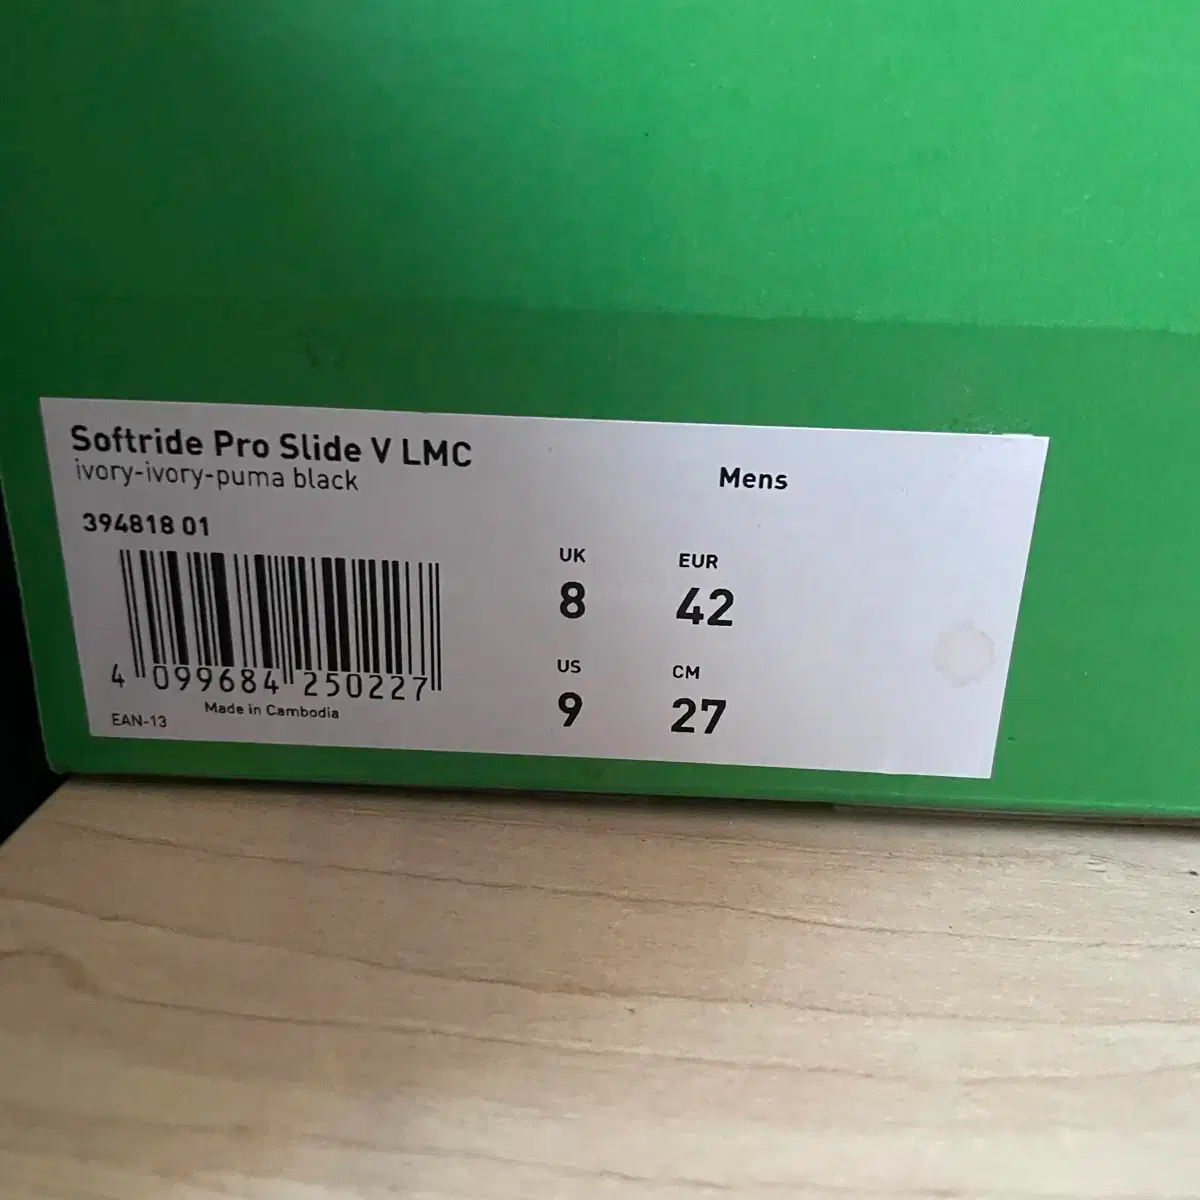 Softride Pro Slide V LMC
ivory-ivory-puma black
Mens
394818 01
UK
8
EUR
42
US
9
CM
27
4 099684 250227
EAN-13
Made in Cambodia